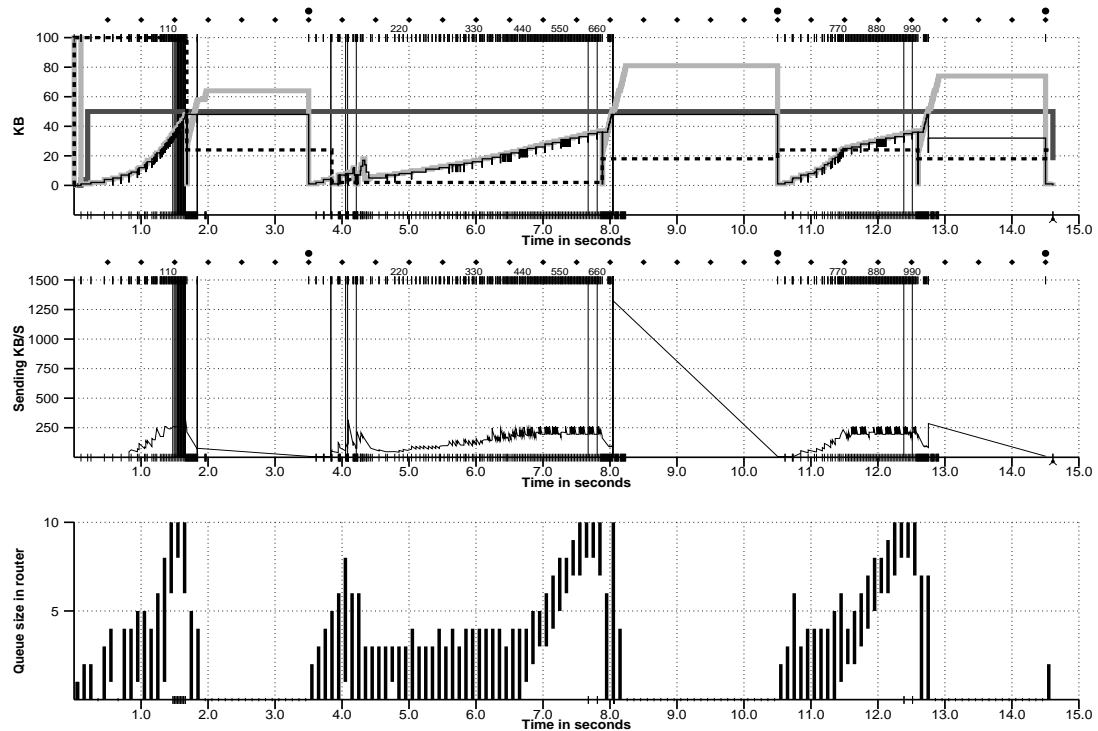 110 220 330 440 550 660 770 880 990
100
80
60
40
20
0
KB
1.0 2.0 3.0 4.0 5.0 6.0 7.0 8.0 9.0 10.0 11.0 12.0 13.0 14.0 15.0
Time in seconds
110 220 330 440 550 660 770 880 990
1500
1250
1000
750
500
250
Sending KB/S
1.0 2.0 3.0 4.0 5.0 6.0 7.0 8.0 9.0 10.0 11.0 12.0 13.0 14.0 15.0
Time in seconds
10
5
Queue size in router
1.0 2.0 3.0 4.0 5.0 6.0 7.0 8.0 9.0 10.0 11.0 12.0 13.0 14.0 15.0
Time in seconds